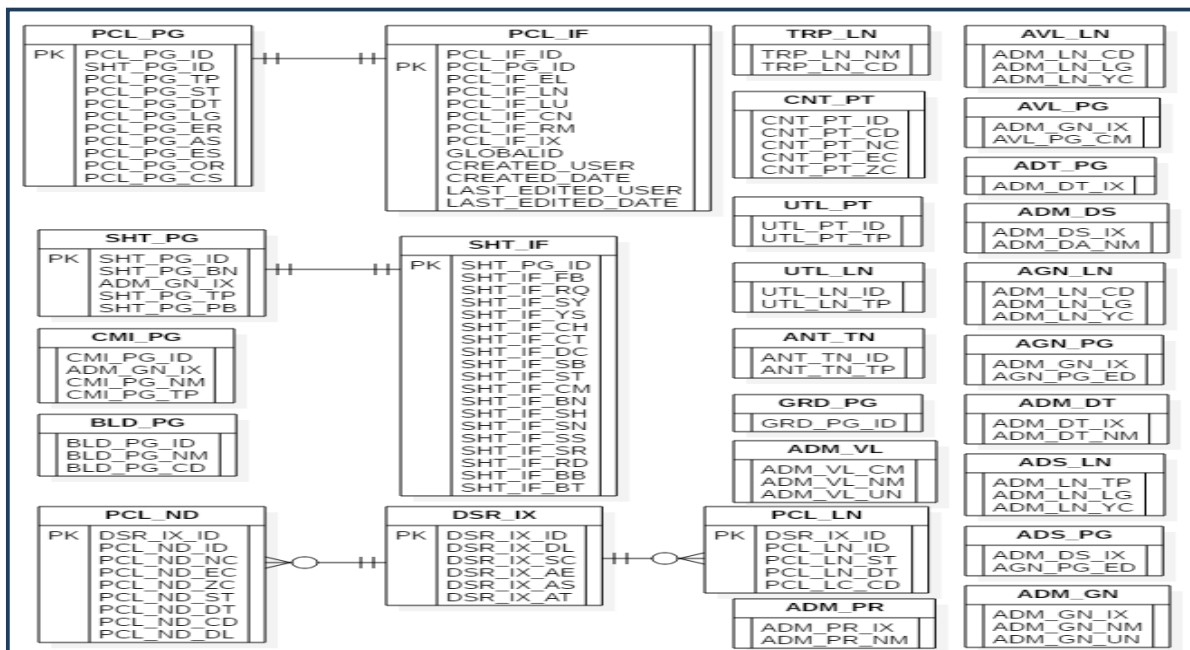 PCL_PG
PK
PCL_PG_ID
SHT_PG_ID
PCL_PG_TP
PCL_PG_ST
PCL_PG_DT
PCL_PG_LG
PCL_PG_ER
PCL_PG_AS
PCL_PG_ES
PCL_PG_OR
PCL_PG_CS
PCL_IF
PCL_IF_ID
PK PCL_PG_ID
PCL_IF_EL
PCL_IF_LN
PCL_IF_LU
PCL_IF_CN
PCL_IF_RM
PCL_IF_IX
GLOBALID
CREATED_USER
CREATED_DATE
LAST_EDITED_USER
LAST_EDITED_DATE
SHT_PG
PK SHT_PG_ID
SHT_PG_BN
ADM_GN_IX
SHT_PG_TP
SHT_PG_PB
SHT_IF
PK SHT_PG_ID
SHT_IF_FB
SHT_IF_RQ
SHT_IF_SY
SHT_IF_YS
SHT_IF_CH
SHT_IF_CT
SHT_IF_DC
SHT_IF_SB
SHT_IF_ST
SHT_IF_CM
SHT_IF_BN
SHT_IF_SH
SHT_IF_SN
SHT_IF_SS
SHT_IF_SR
SHT_IF_RD
SHT_IF_BB
SHT_IF_BT
CMI_PG
CMI_PG_ID
ADM_GN_IX
CMI_PG_NM
CMI_PG_TP
BLD_PG
BLD_PG_ID
BLD_PG_NM
BLD_PG_CD
PCL_ND
PK DSR_IX_ID
PCL_ND_ID
PCL_ND_NC
PCL_ND_EC
PCL_ND_ZC
PCL_ND_ST
PCL_ND_DT
PCL_ND_CD
PCL_ND_DL
DSR_IX
PK DSR_IX_ID
DSR_IX_DL
DSR_IX_SC
DSR_IX_AE
DSR_IX_AS
DSR_IX_AT
PCL_LN
PK DSR_IX_ID
PCL_LN_ID
PCL_LN_ST
PCL_LN_DT
PCL_LC_CD
TRP_LN
TRP_LN_NM
TRP_LN_CD
CNT_PT
CNT_PT_ID
CNT_PT_CD
CNT_PT_NC
CNT_PT_EC
CNT_PT_ZC
UTL_PT
UTL_PT_ID
UTL_PT_TP
UTL_LN
UTL_LN_ID
UTL_LN_TP
ANT_TN
ANT_TN_ID
ANT_TN_TP
GRD_PG
GRD_PG_ID
ADM_VL
ADM_VL_CM
ADM_VL_NM
ADM_VL_UN
ADM_PR
ADM_PR_IX
ADM_PR_NM
AVL_LN
ADM_LN_CD
ADM_LN_LG
ADM_LN_YC
AVL_PG
ADM_GN_IX
AVL_PG_CM
ADT_PG
ADM_DT_IX
ADM_DS
ADM_DS_IX
ADM_DA_NM
AGN_LN
ADM_LN_CD
ADM_LN_LG
ADM_LN_YC
AGN_PG
ADM_GN_IX
AGN_PG_ED
ADM_DT
ADM_DT_IX
ADM_DT_NM
ADS_LN
ADM_LN_TP
ADM_LN_LG
ADM_LN_YC
ADS_PG
ADM_DS_IX
AGN_PG_ED
ADM_GN
ADM_GN_IX
ADM_GN_NM
ADM_GN_UN